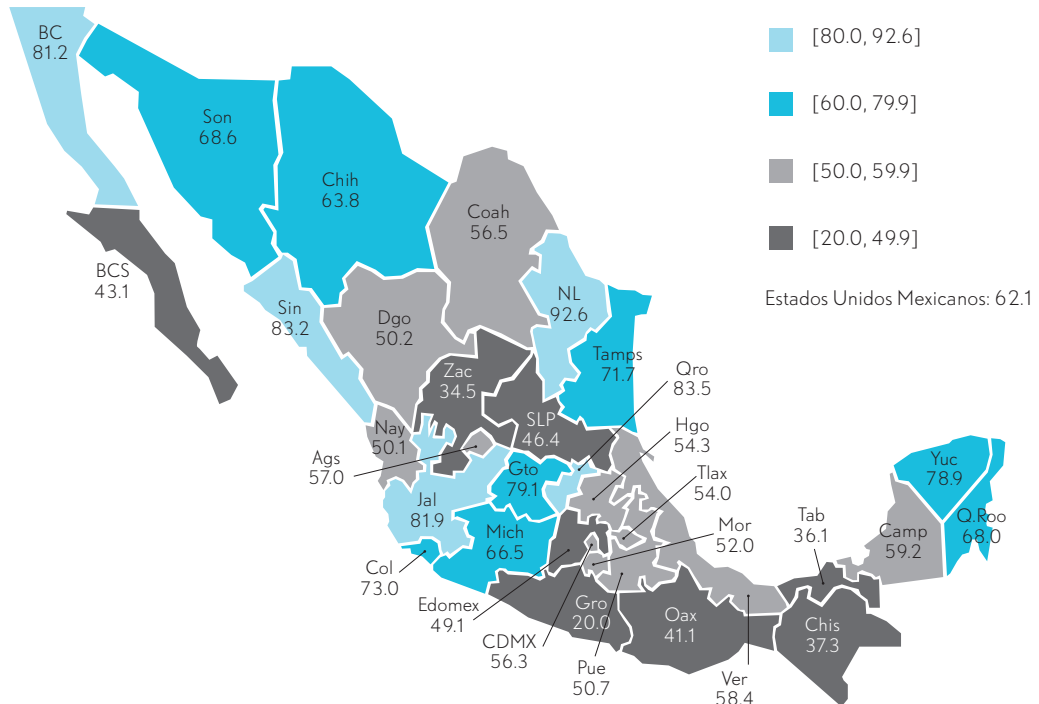 BC
81.2
[80.0, 92.6]
Son
68.6
[60.0, 79.9]
Chih
63.8
[50.0, 59.9]
Coah
56.5
[20.0, 49.9]
BCS
43.1
Estados Unidos Mexicanos: 62.1
Sin
83.2
NL
92.6
Dgo
50.2
Tamps
71.7
Zac
34.5
Qro
83.5
SLP
46.4
Nay
50.1
Hgo
54.3
Ags
57.0
Gto
79.1
Tlax
54.0
Yuc
78.9
Jal
81.9
Q.Roo
68.0
Mich
66.5
Mor
52.0
Tab
36.1
Camp
59.2
Col
73.0
Edomex
49.1
Gro
20.0
Oax
41.1
Chis
37.3
CDMX
56.3
Pue
50.7
Ver
58.4